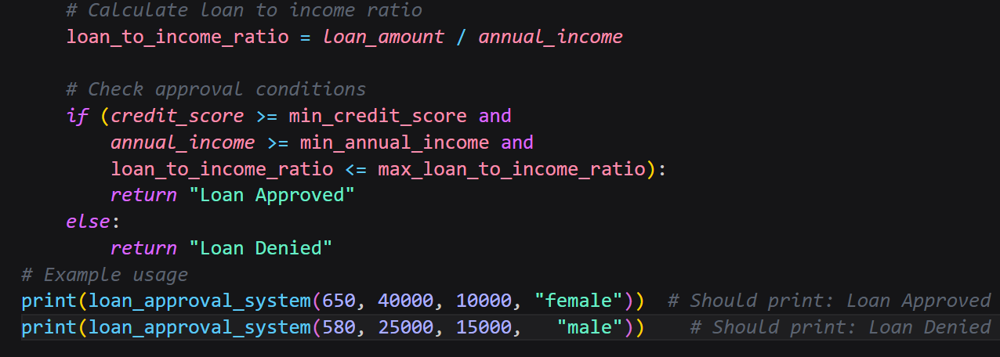 # Calculate loan to income ratio
loan_to_income_ratio = loan_amount / annual_income
# Check approval conditions
if (credit_score >= min_credit_score and
annual_income >= min_annual_income and
loan_to_income_ratio <= max_loan_to_income_ratio):
return "Loan Approved"
else:
return "Loan Denied"
# Example usage
print(loan_approval_system(650, 40000, 10000, "female"))  # Should print: Loan Approved
print(loan_approval_system(580, 25000, 15000,   "male"))    # Should print: Loan Denied